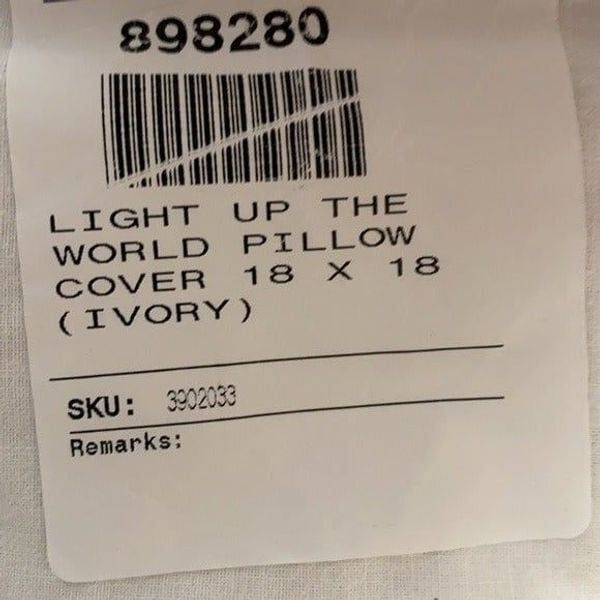 898280
LIGHT UP THE
WORLD PILLOW
COVER 18 X 18
(IVORY)
SKU: 3902033
Remarks: